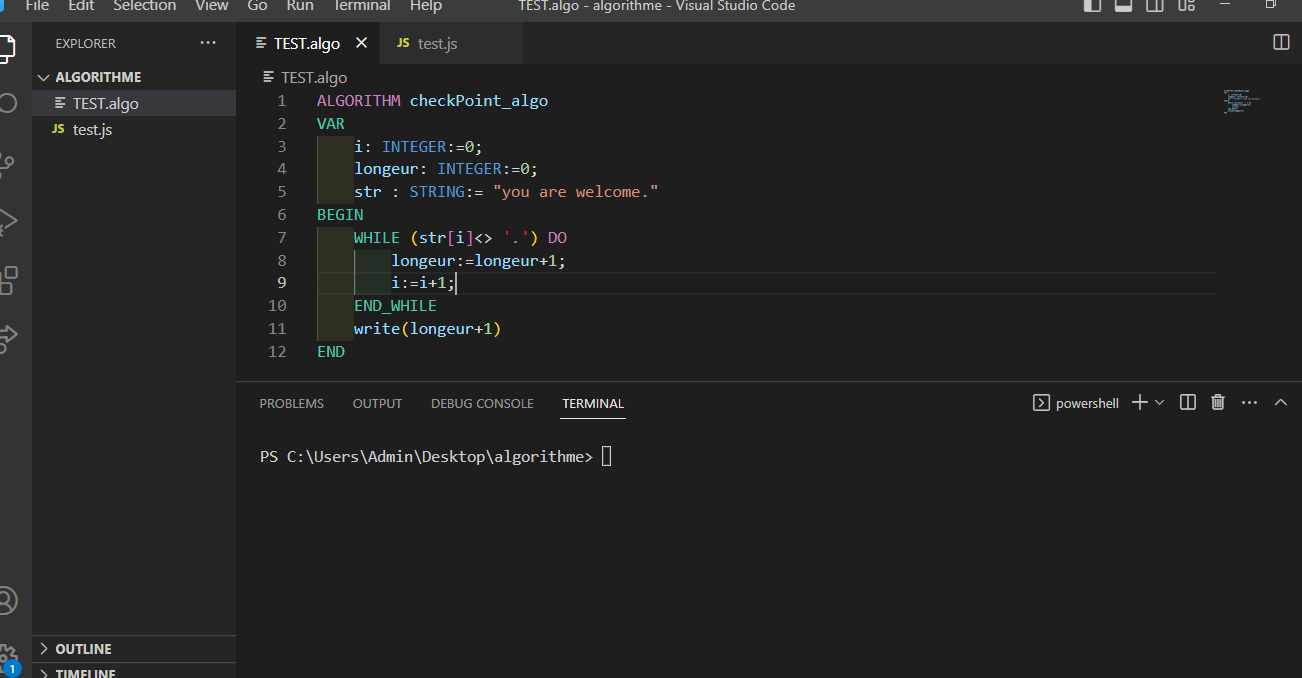 File Edit Selection View Go Run Terminal Help TEST.algo - algorithme - Visual Studio Code
EXPLORER
ALGORITHME
TEST.algo
JS test.js
TEST.algo JS test.js
TEST.algo
1 ALGORITHM checkPoint_algo
2 VAR
3 i: INTEGER:=0;
4 longeur: INTEGER:=0;
5 str : STRING:= "you are welcome."
6 BEGIN
7 WHILE (str[i]<> '.') DO
8 longeur:=longeur+1;
9 i:=i+1;
10 END_WHILE
11 write(longeur+1)
12 END
PROBLEMS OUTPUT DEBUG CONSOLE TERMINAL powershell
PS C:\Users\Admin\Desktop\algorithme>
OUTLINE
1
TIMELINE